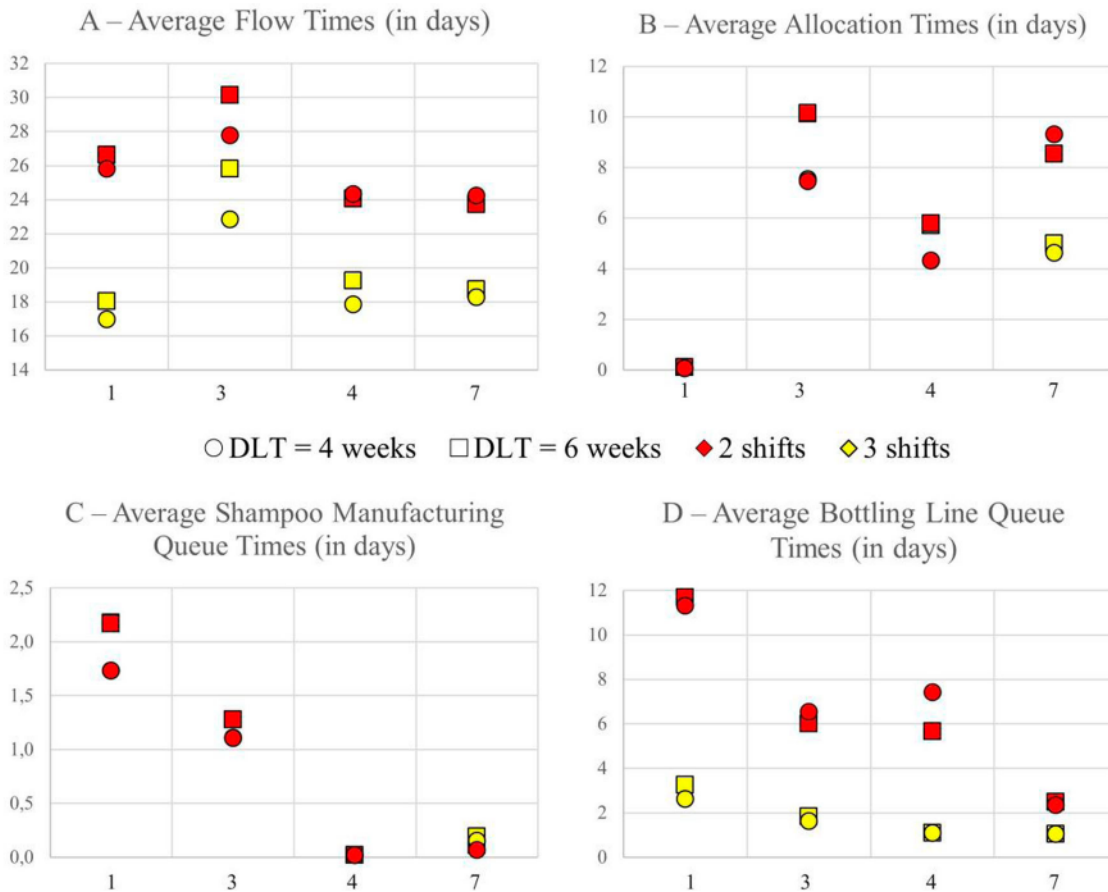 A – Average Flow Times (in days)
32
30
28
26
24
22
20
18
16
14
1 3 4 7
B – Average Allocation Times (in days)
12
10
8
6
4
2
0
1 3 4 7
DLT = 4 weeks DLT = 6 weeks 2 shifts 3 shifts
C – Average Shampoo Manufacturing
Queue Times (in days)
2,5
2,0
1,5
1,0
0,5
0,0
1 3 4 7
D – Average Bottling Line Queue
Times (in days)
12
10
8
6
4
2
0
1 3 4 7